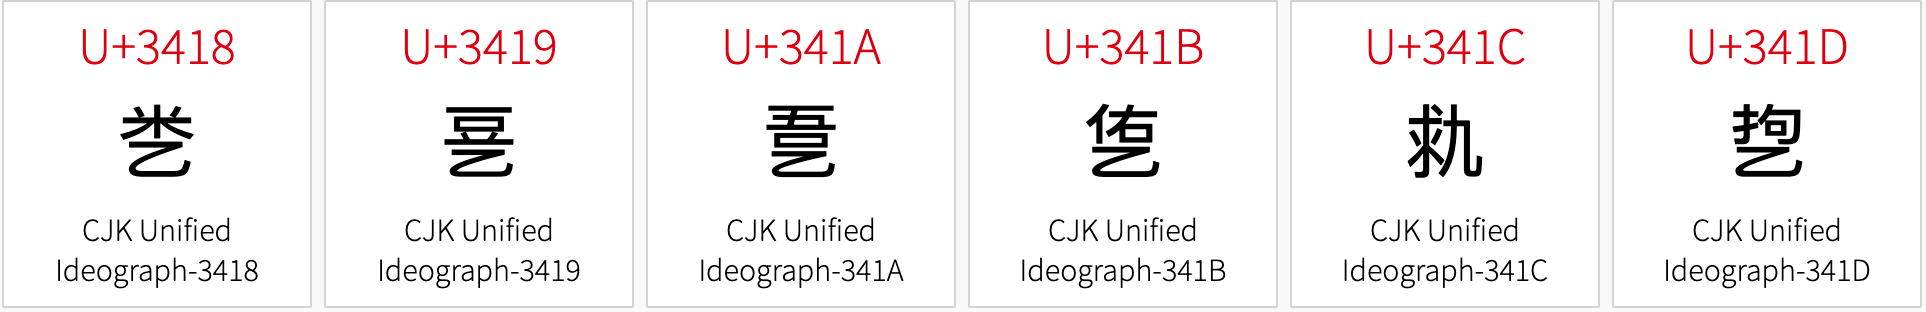 U+3418
㐘
CJK Unified
Ideograph-3418
U+3419
㐙
CJK Unified
Ideograph-3419
U+341A
㐚
CJK Unified
Ideograph-341A
U+341B
㐛
CJK Unified
Ideograph-341B
U+341C
㐜
CJK Unified
Ideograph-341C
U+341D
㐝
CJK Unified
Ideograph-341D